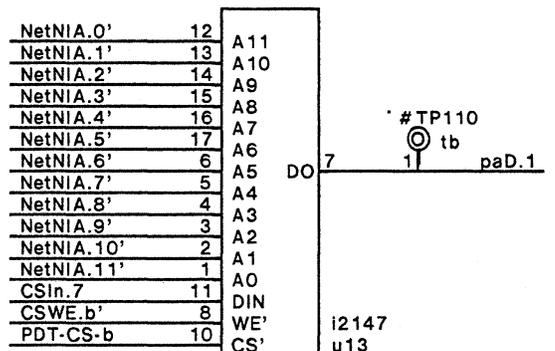 NetNIA.0' 12 A11
NetNIA.1' 13 A10
NetNIA.2' 14 A9
NetNIA.3' 15 A8
NetNIA.4' 16 A7
NetNIA.5' 17 A6
NetNIA.6' 6 A5
NetNIA.7' 5 A4
NetNIA.8' 4 A3
NetNIA.9' 3 A2
NetNIA.10' 2 A1
NetNIA.11' 1 A0
CSIn.7 11 DIN
CSWE.b' 8 WE'
PDT-CS-b 10 CS'
#TP110
tb
DO 7 1 paD.1
i2147
u13